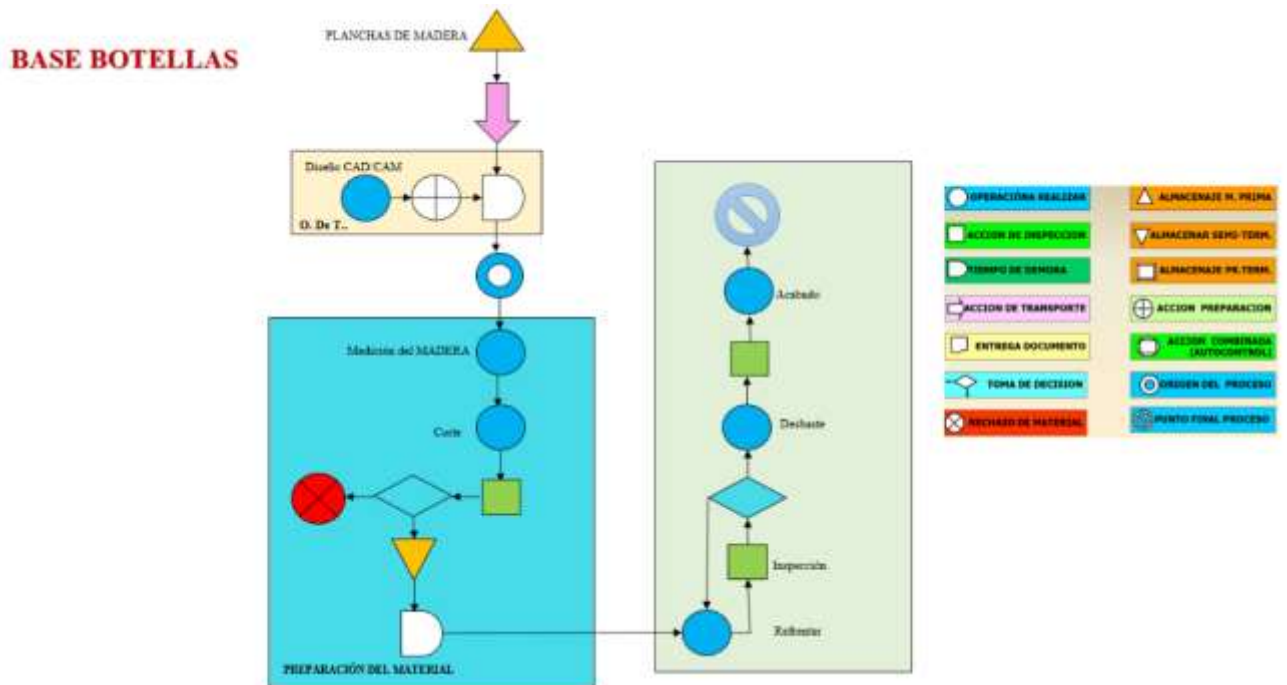 BASE BOTELLAS
PLANCHAS DE MADERA
Diseño CAD/CAM
O. De T..
Medición del MADERA
Corte
PREPARACIÓN DEL MATERIAL
Acabado
Desbaste
Inspección
Refrentar
OPERACIÓNA REALIZAR
ACCION DE INSPECCION
TIEMPO DE DEMORA
ACCION DE TRANSPORTE
ENTREGA DOCUMENTO
TOMA DE DECISION
RECHAZO DE MATERIAL
ALMACENAJE M. PRIMA
ALMACENAR SEMI-TERM.
ALMACENAJE PR.TERM.
ACCION PREPARACION
ACCION COMBINADA
(AUTOCONTROL)
ORIGEN DEL PROCESO
PUNTO FINAL PROCESO